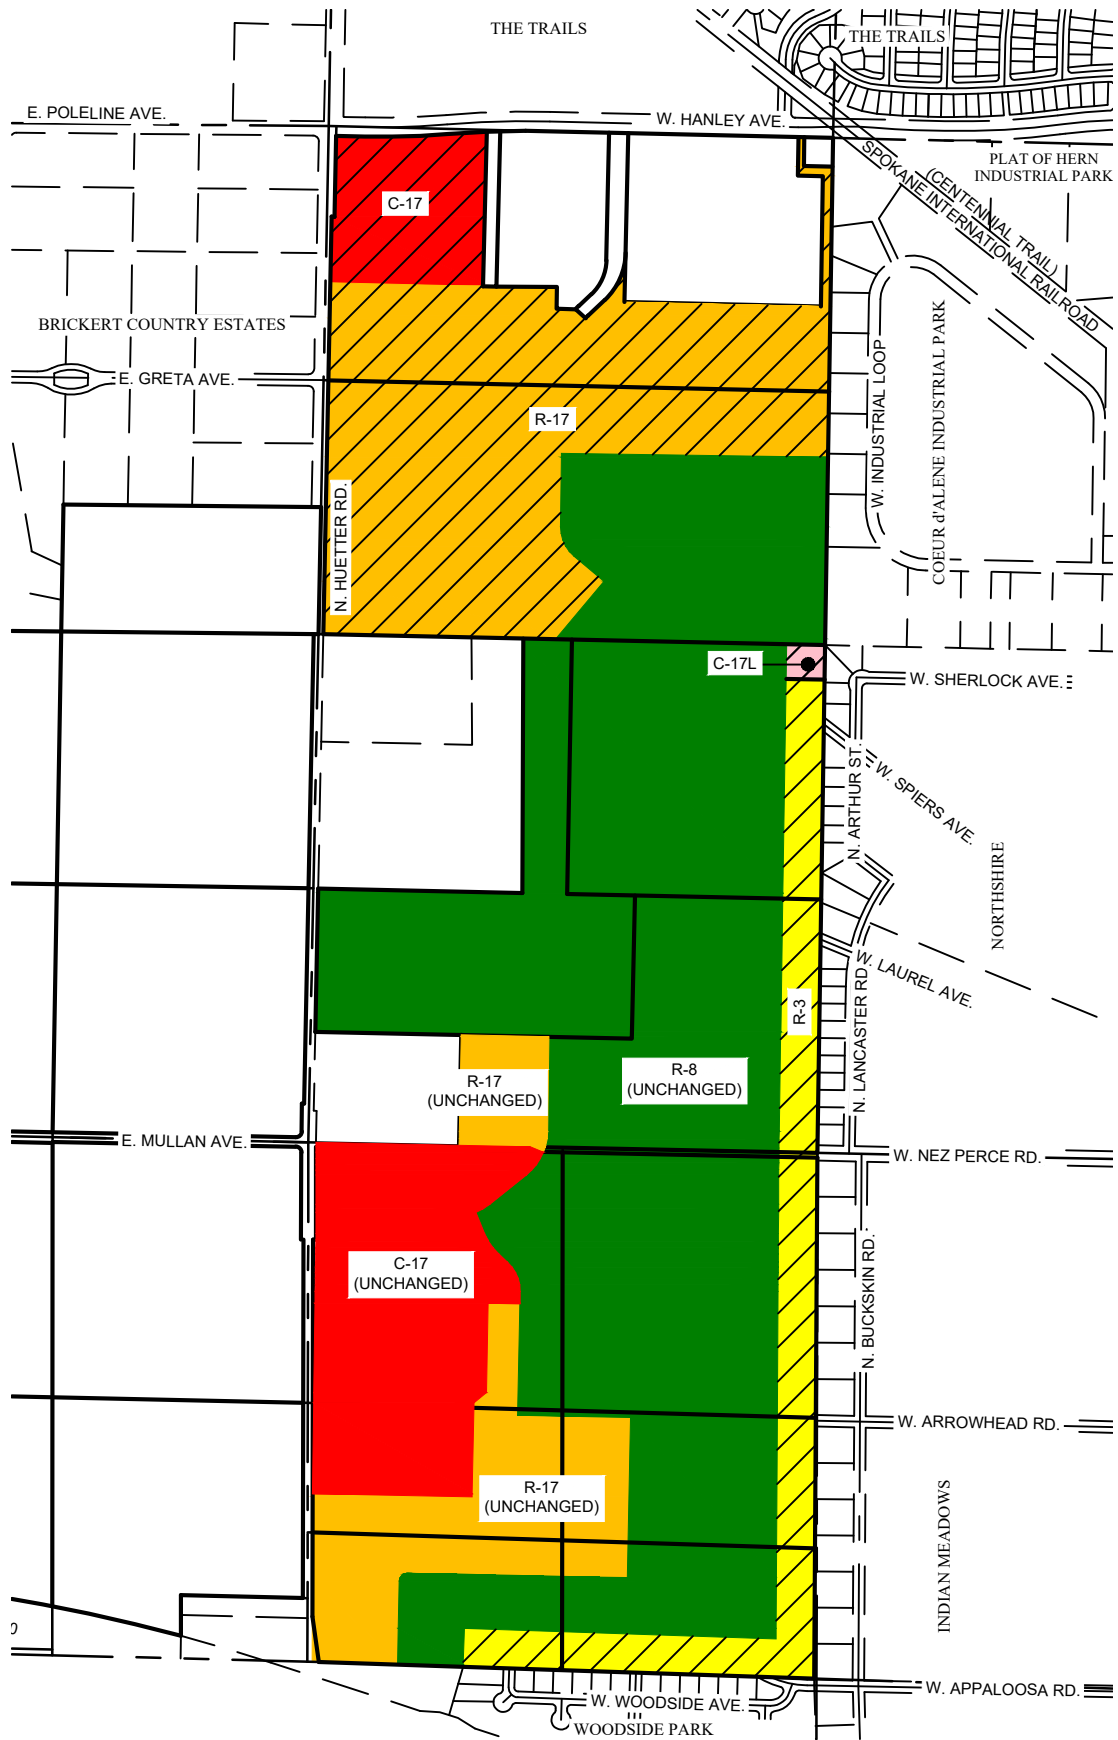 THE TRAILS
THE TRAILS
E. POLELINE AVE.
W. HANLEY AVE.
PLAT OF HERN
INDUSTRIAL PARK
(CENTENNIAL TRAIL)
SPOKANE INTERNATIONAL RAILROAD
C-17
BRICKERT COUNTRY ESTATES
E. GRETA AVE.
W. INDUSTRIAL LOOP
COEUR d'ALENE INDUSTRIAL PARK
R-17
N. HUETTER RD.
C-17L
W. SHERLOCK AVE.
N. ARTHUR ST.
W. SPIERS AVE.
NORTHSHIRE
W. LAUREL AVE.
R-3
N. LANCASTER RD.
R-17
(UNCHANGED)
R-8
(UNCHANGED)
E. MULLAN AVE.
W. NEZ PERCE RD.
C-17
(UNCHANGED)
N. BUCKSKIN RD.
W. ARROWHEAD RD.
R-17
(UNCHANGED)
INDIAN MEADOWS
0
W. APPALOOSA RD.
W. WOODSIDE AVE.
WOODSIDE PARK